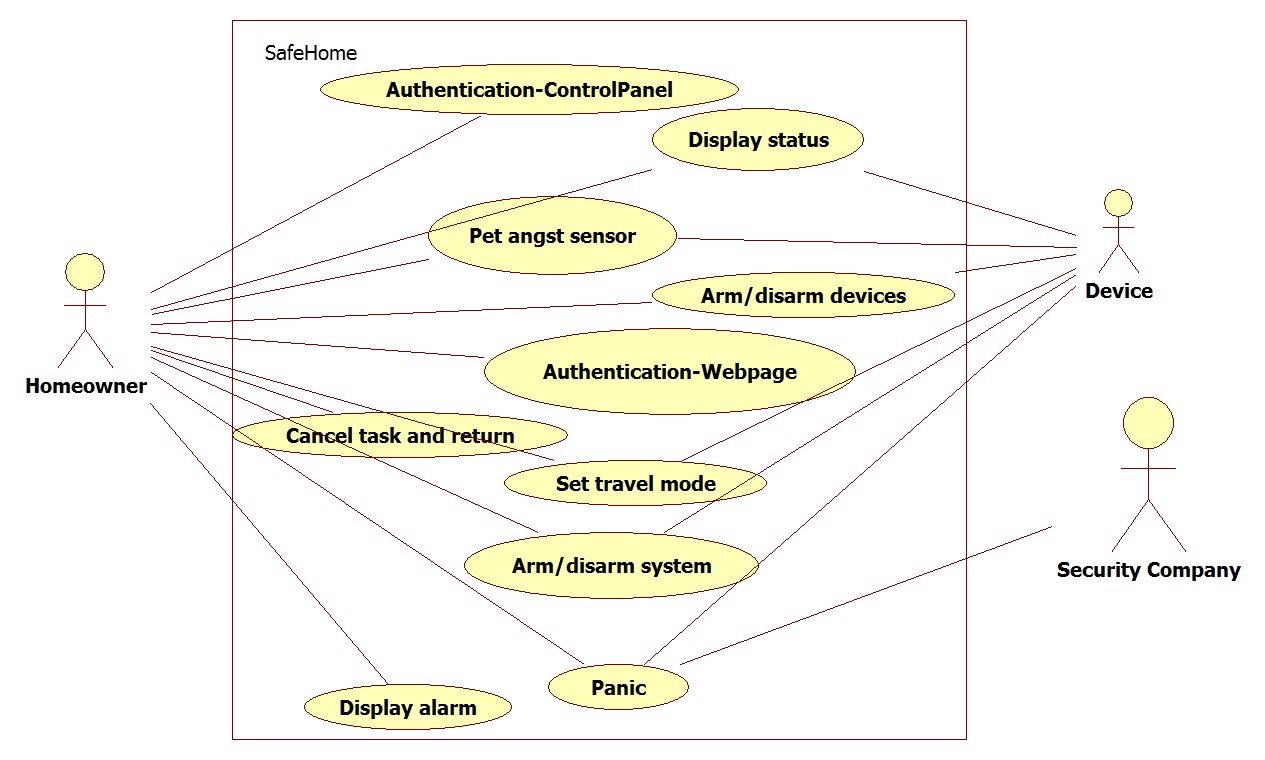 SafeHome
Authentication-ControlPanel
Display status
Pet angst sensor
Arm/disarm devices
Device
Authentication-Webpage
Homeowner
Cancel task and return
Set travel mode
Arm/disarm system
Security Company
Panic
Display alarm